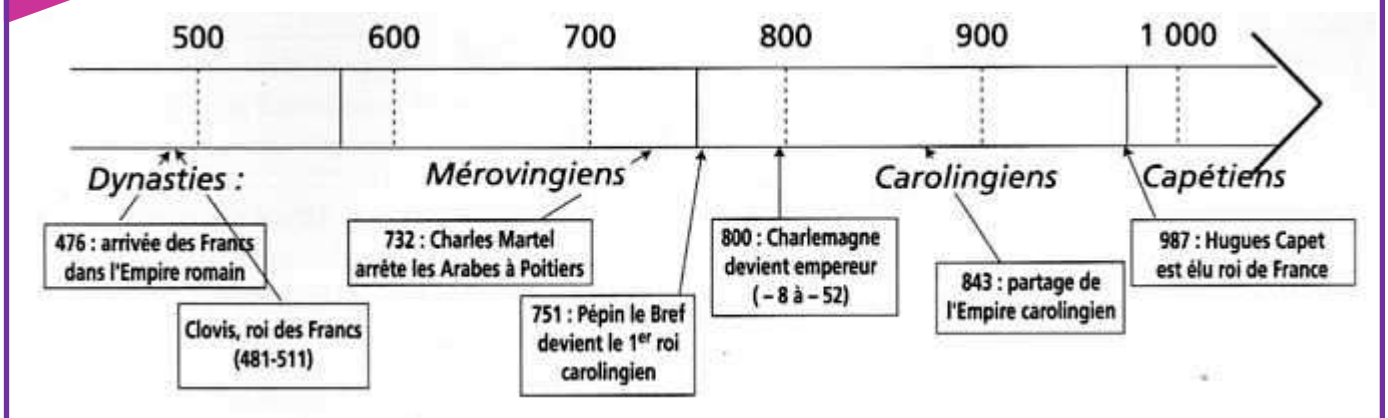 500 600 700 800 900 1 000
Dynasties : Mérovingiens Carolingiens Capétiens
476 : arrivée des Francs
dans l'Empire romain
Clovis, roi des Francs
(481-511)
732 : Charles Martel
arrête les Arabes à Poitiers
751 : Pépin le Bref
devient le 1er roi
carolingien
800 : Charlemagne
devient empereur
( – 8 à – 52)
843 : partage de
l'Empire carolingien
987 : Hugues Capet
est élu roi de France